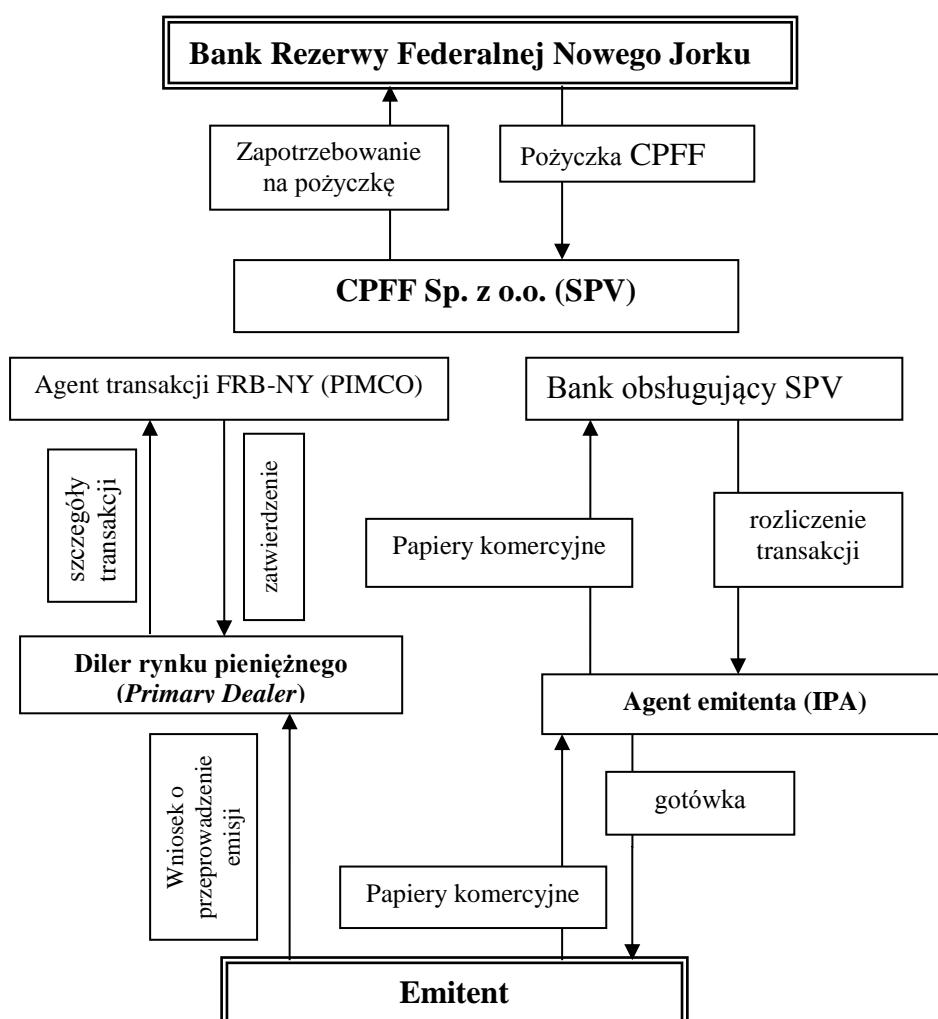 Bank Rezerwy Federalnej Nowego Jorku
Zapotrzebowanie
na pożyczkę
Pożyczka CPFF
CPFF Sp. z o.o. (SPV)
Agent transakcji FRB-NY (PIMCO)
Bank obsługujący SPV
szczegóły
transakcji
zatwierdzenie
Papiery komercyjne
rozliczenie
transakcji
Diler rynku pieniężnego
(Primary Dealer)
Agent emitenta (IPA)
Wniosek o
przeprowadzenie
emisji
gotówka
Papiery komercyjne
Emitent